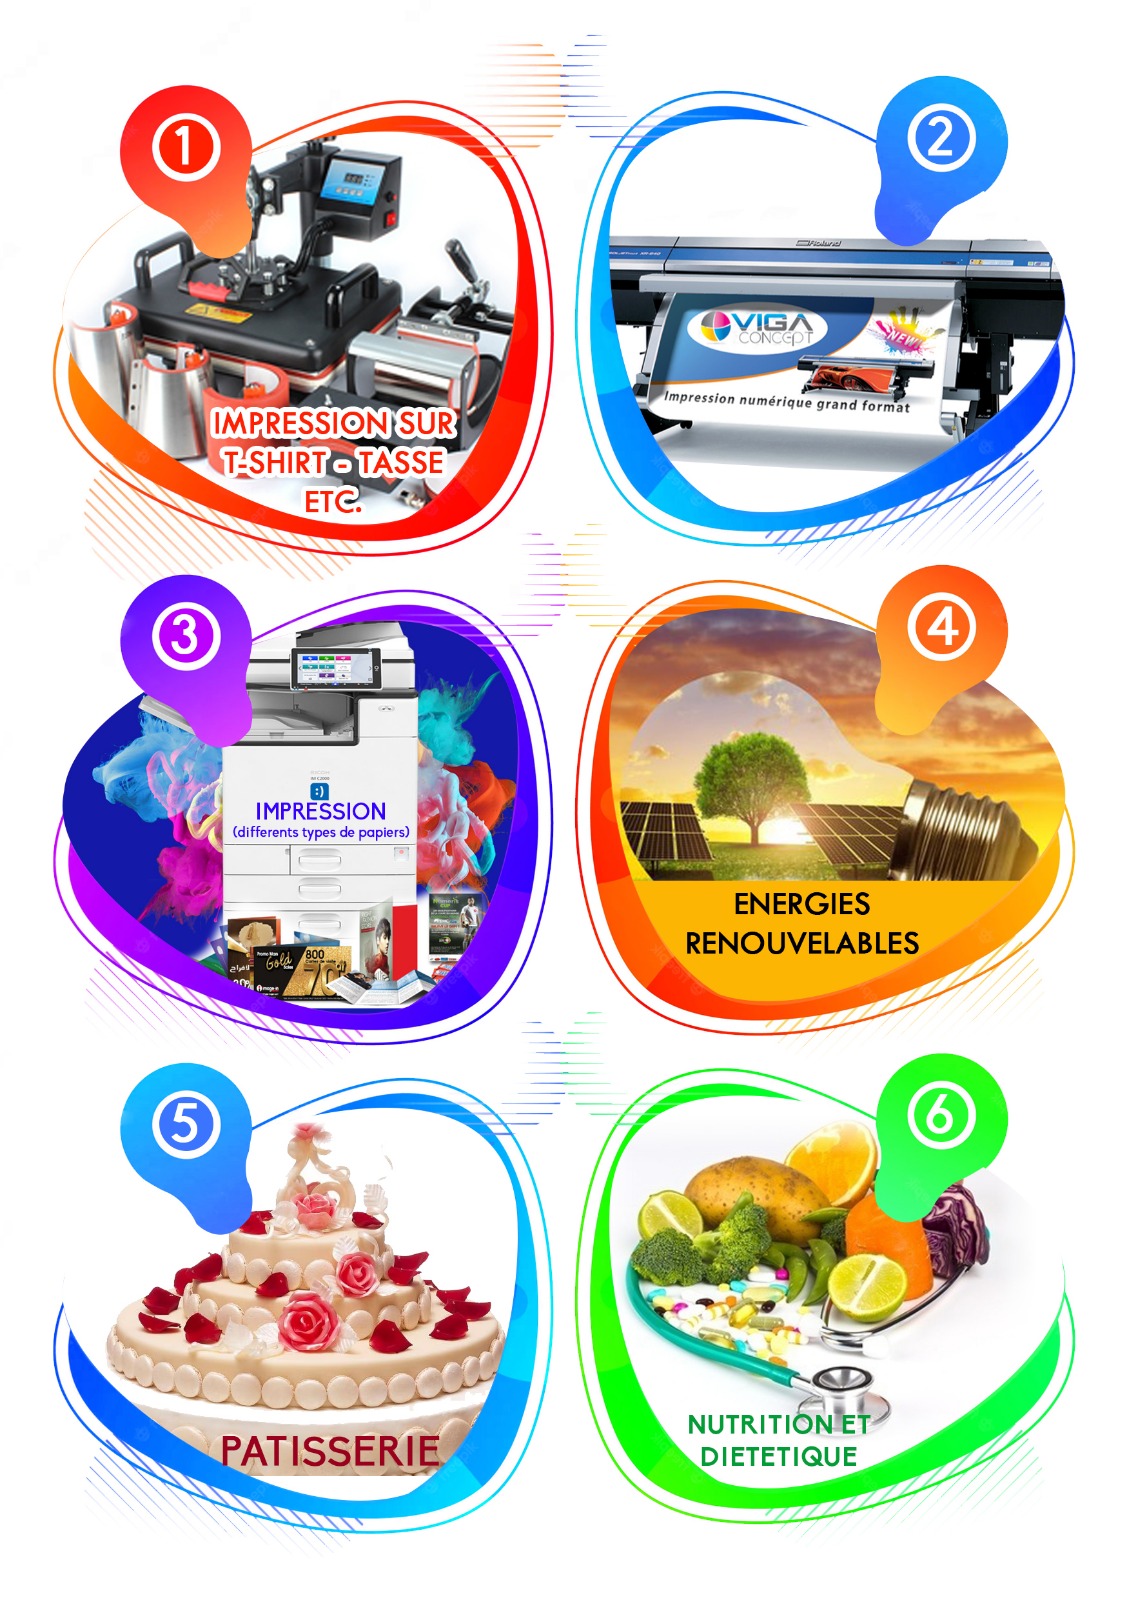 1
IMPRESSION SUR
T-SHIRT - TASSE
ETC.
2
Roland
VIGA
CONCEPT
NEW!
Impression numérique grand format
3
IMPRESSION
(differents types de papiers)
Gold
800
70
4
ENERGIES
RENOUVELABLES
5
PATISSERIE
6
NUTRITION ET
DIETETIQUE